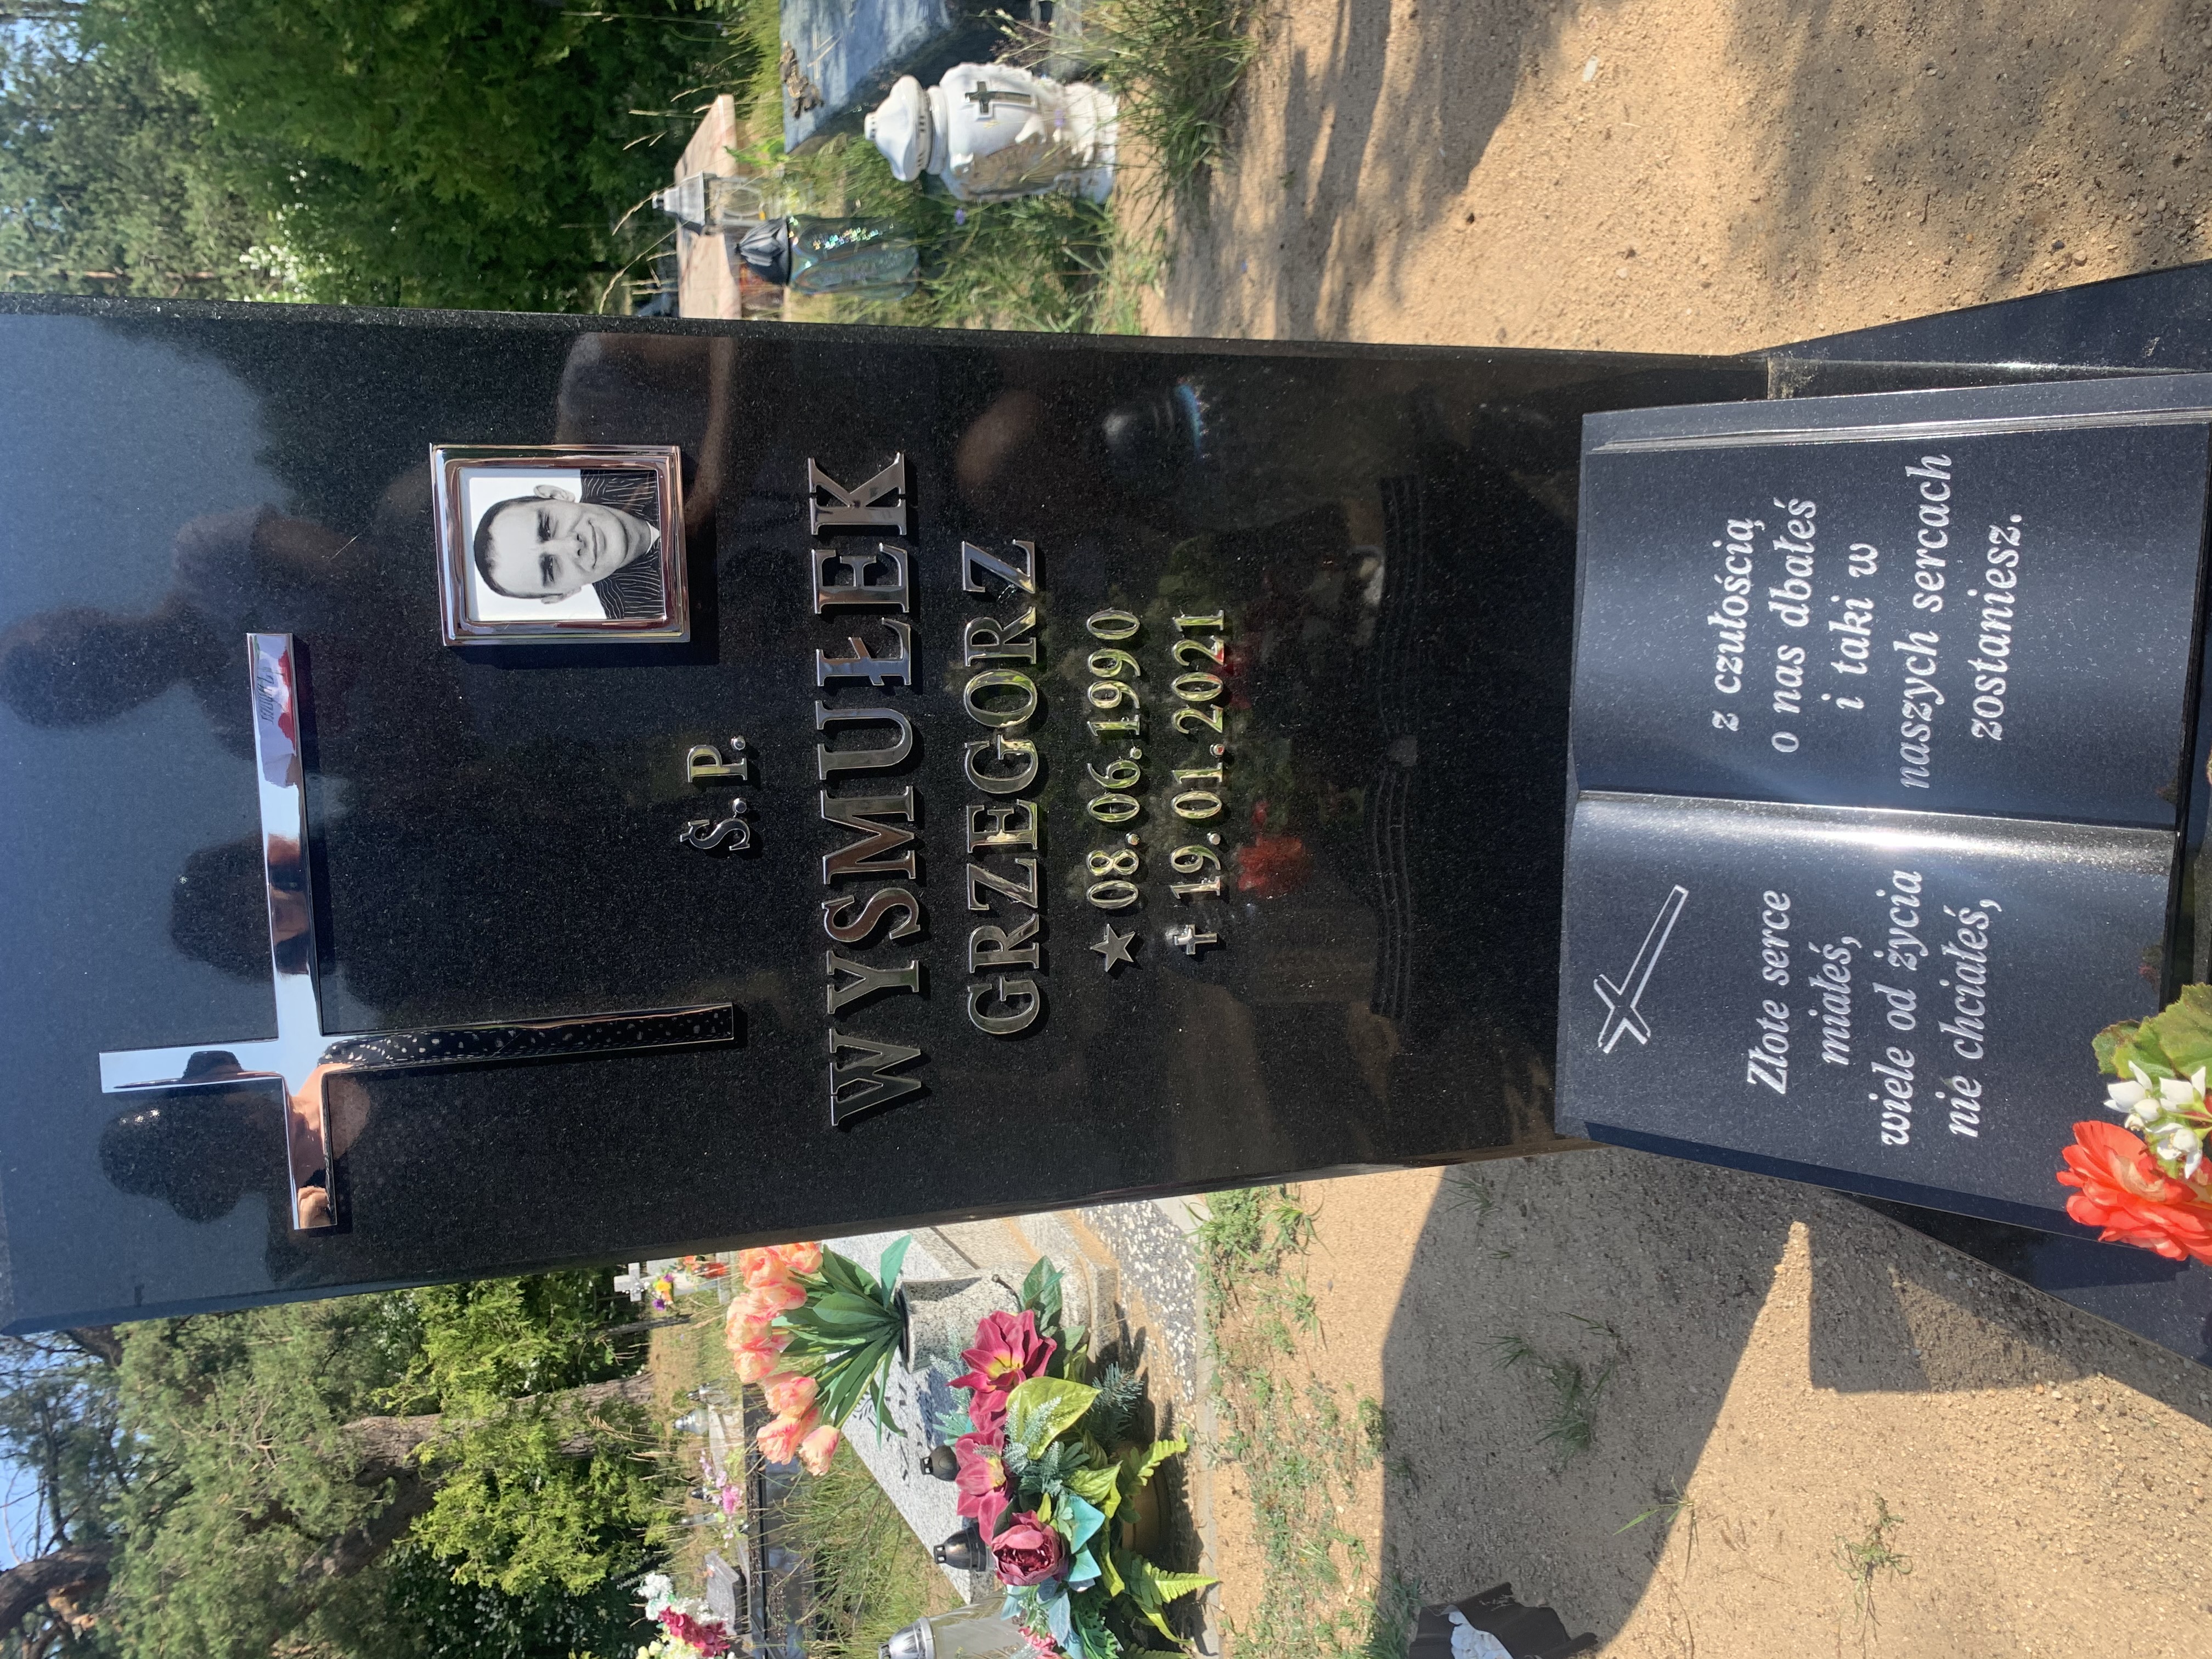 Ś.P.
WYSMUŁEK
GRZEGORZ
08.06.1990
19.01.2021
Złote serce
miałeś,
wiele od życia
nie chciałeś,
z czułością
o nas dbałeś
i taki w
naszych sercach
zostaniesz.